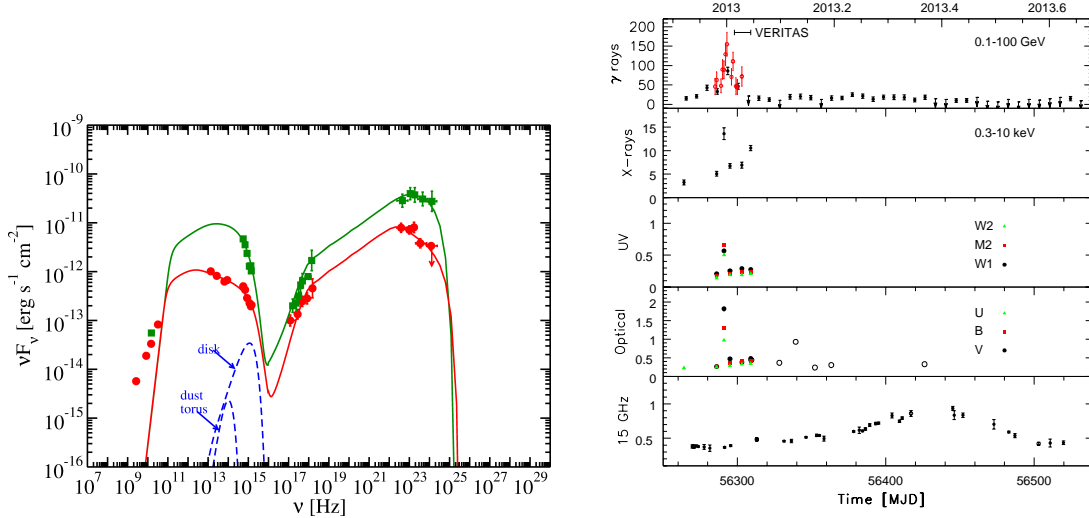 10^-9
10^-10
10^-11
10^-12
10^-13
10^-14
10^-15
10^-16
νF_ν [erg s^-1 cm^-2]
disk
dust
torus
10^7 10^9 10^11 10^13 10^15 10^17 10^19 10^21 10^23 10^25 10^27 10^29
ν [Hz]
2013 2013.2 2013.4 2013.6
VERITAS
0.1-100 GeV
γ rays
200
150
100
50
0
0.3-10 keV
X-rays
15
10
5
0
UV
1
0.5
0
W2
M2
W1
Optical
2
1.5
1
0.5
0
U
B
V
15 GHz
1
0.5
56300 56400 56500
Time [MJD]